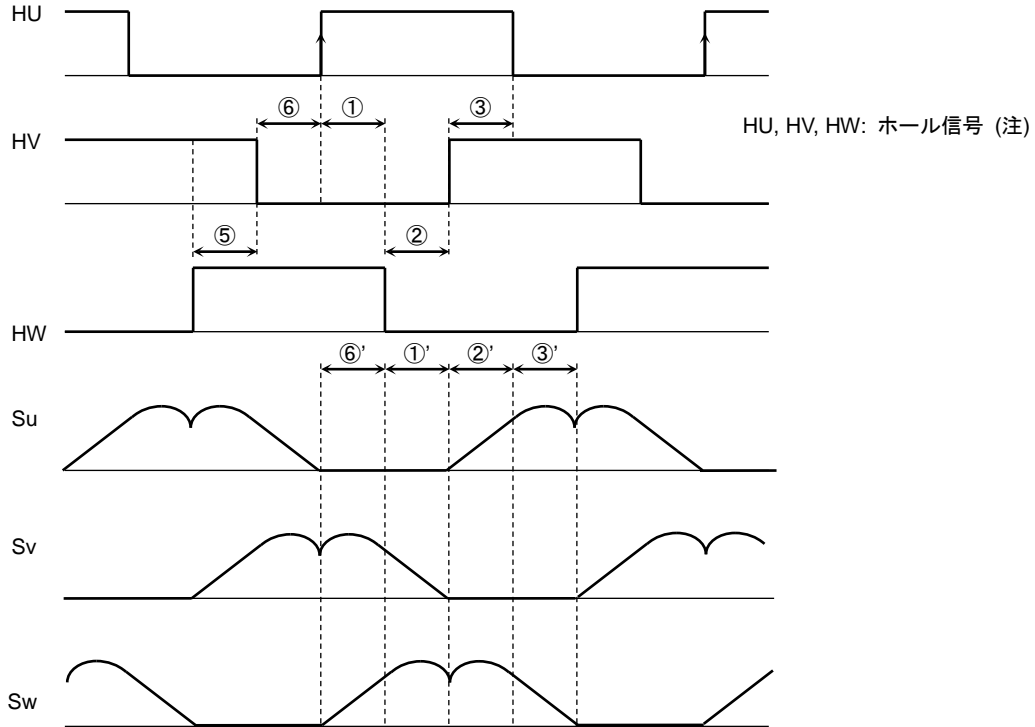 HU
⑥ ① ③
HV
HU, HV, HW: ホール信号 (注)
⑤ ②
HW
⑥’ ①’ ②’ ③’
Su
Sv
Sw